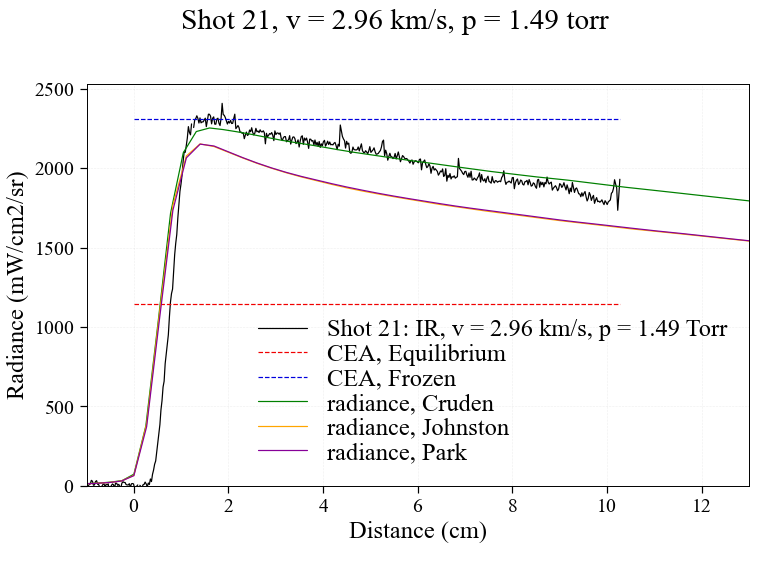 Shot 21, v = 2.96 km/s, p = 1.49 torr
Radiance (mW/cm2/sr)
2500
2000
1500
1000
500
0
Shot 21: IR, v = 2.96 km/s, p = 1.49 Torr
CEA, Equilibrium
CEA, Frozen
radiance, Cruden
radiance, Johnston
radiance, Park
0 2 4 6 8 10 12
Distance (cm)